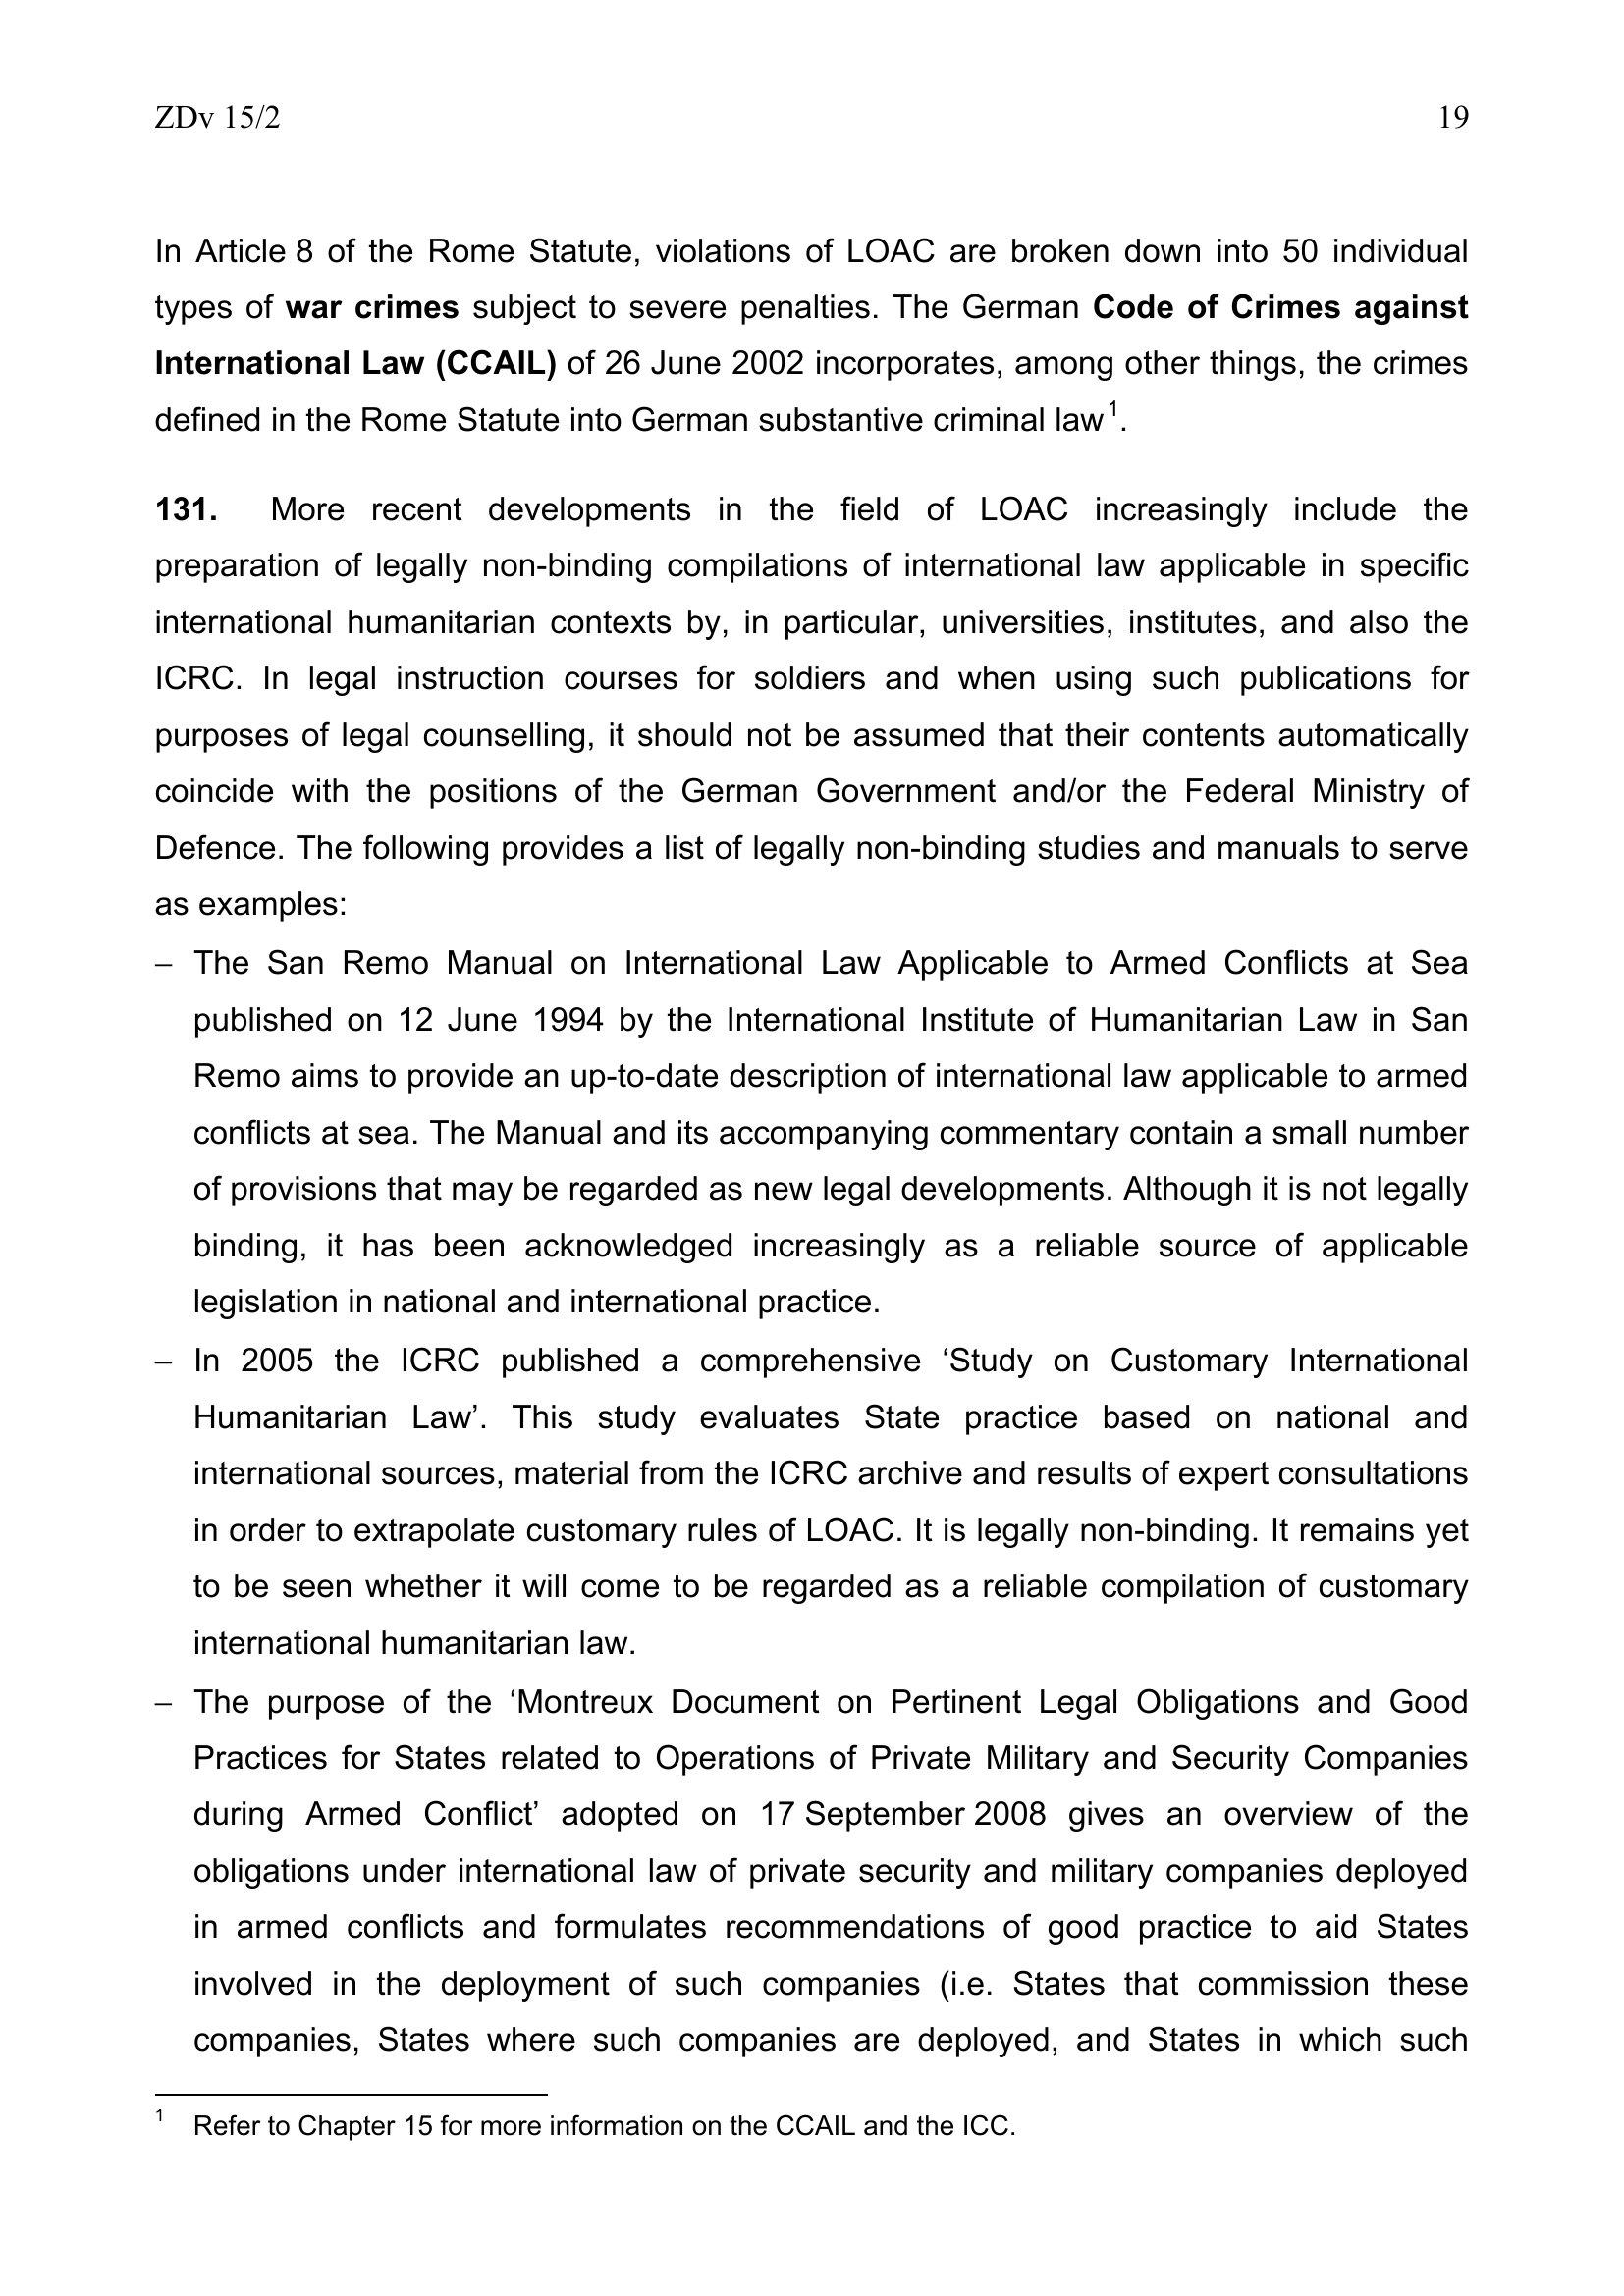 ZDv 15/2 19
In Article 8 of the Rome Statute, violations of LOAC are broken down into 50 individual
types of war crimes subject to severe penalties. The German Code of Crimes against
International Law (CCAIL) of 26 June 2002 incorporates, among other things, the crimes
defined in the Rome Statute into German substantive criminal law1.
131. More recent developments in the field of LOAC increasingly include the
preparation of legally non-binding compilations of international law applicable in specific
international humanitarian contexts by, in particular, universities, institutes, and also the
ICRC. In legal instruction courses for soldiers and when using such publications for
purposes of legal counselling, it should not be assumed that their contents automatically
coincide with the positions of the German Government and/or the Federal Ministry of
Defence. The following provides a list of legally non-binding studies and manuals to serve
as examples:
– The San Remo Manual on International Law Applicable to Armed Conflicts at Sea
published on 12 June 1994 by the International Institute of Humanitarian Law in San
Remo aims to provide an up-to-date description of international law applicable to armed
conflicts at sea. The Manual and its accompanying commentary contain a small number
of provisions that may be regarded as new legal developments. Although it is not legally
binding, it has been acknowledged increasingly as a reliable source of applicable
legislation in national and international practice.
– In 2005 the ICRC published a comprehensive ‘Study on Customary International
Humanitarian Law’. This study evaluates State practice based on national and
international sources, material from the ICRC archive and results of expert consultations
in order to extrapolate customary rules of LOAC. It is legally non-binding. It remains yet
to be seen whether it will come to be regarded as a reliable compilation of customary
international humanitarian law.
– The purpose of the ‘Montreux Document on Pertinent Legal Obligations and Good
Practices for States related to Operations of Private Military and Security Companies
during Armed Conflict’ adopted on 17 September 2008 gives an overview of the
obligations under international law of private security and military companies deployed
in armed conflicts and formulates recommendations of good practice to aid States
involved in the deployment of such companies (i.e. States that commission these
companies, States where such companies are deployed, and States in which such
1 Refer to Chapter 15 for more information on the CCAIL and the ICC.